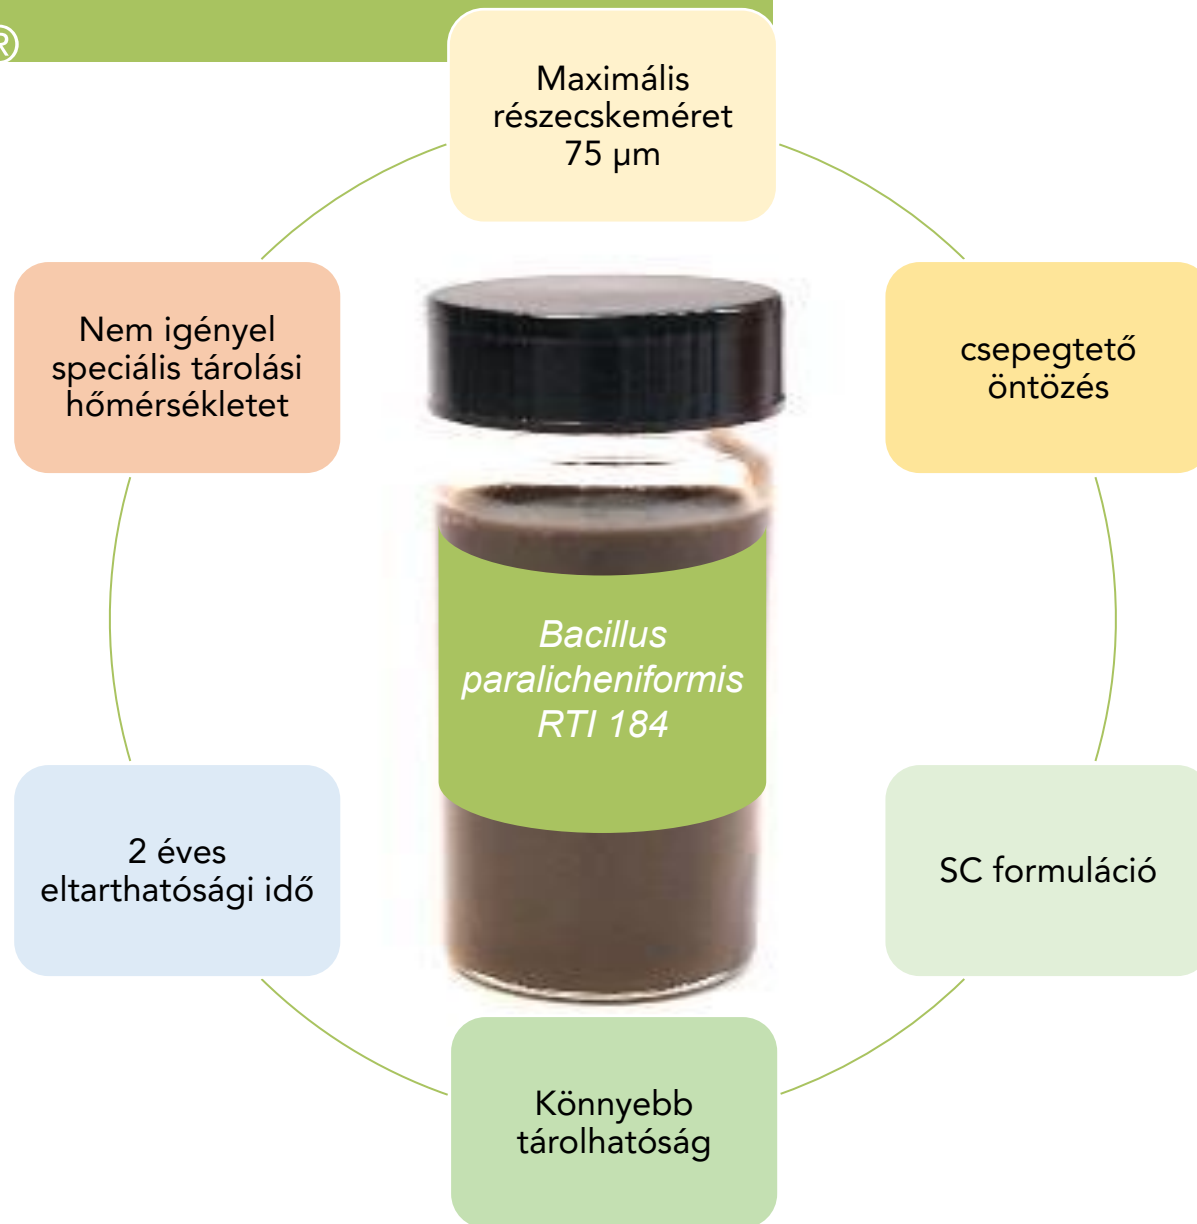 ®
Maximális
részecskeméret
75 µm
csepegtető
öntözés
SC formuláció
Könnyebb
tárolhatóság
2 éves
eltarthatósági idő
Nem igényel
speciális tárolási
hőmérsékletet
Bacillus
paralicheniformis
RTI 184